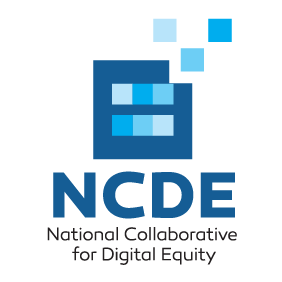 NCDE
National Collaborative
for Digital Equity